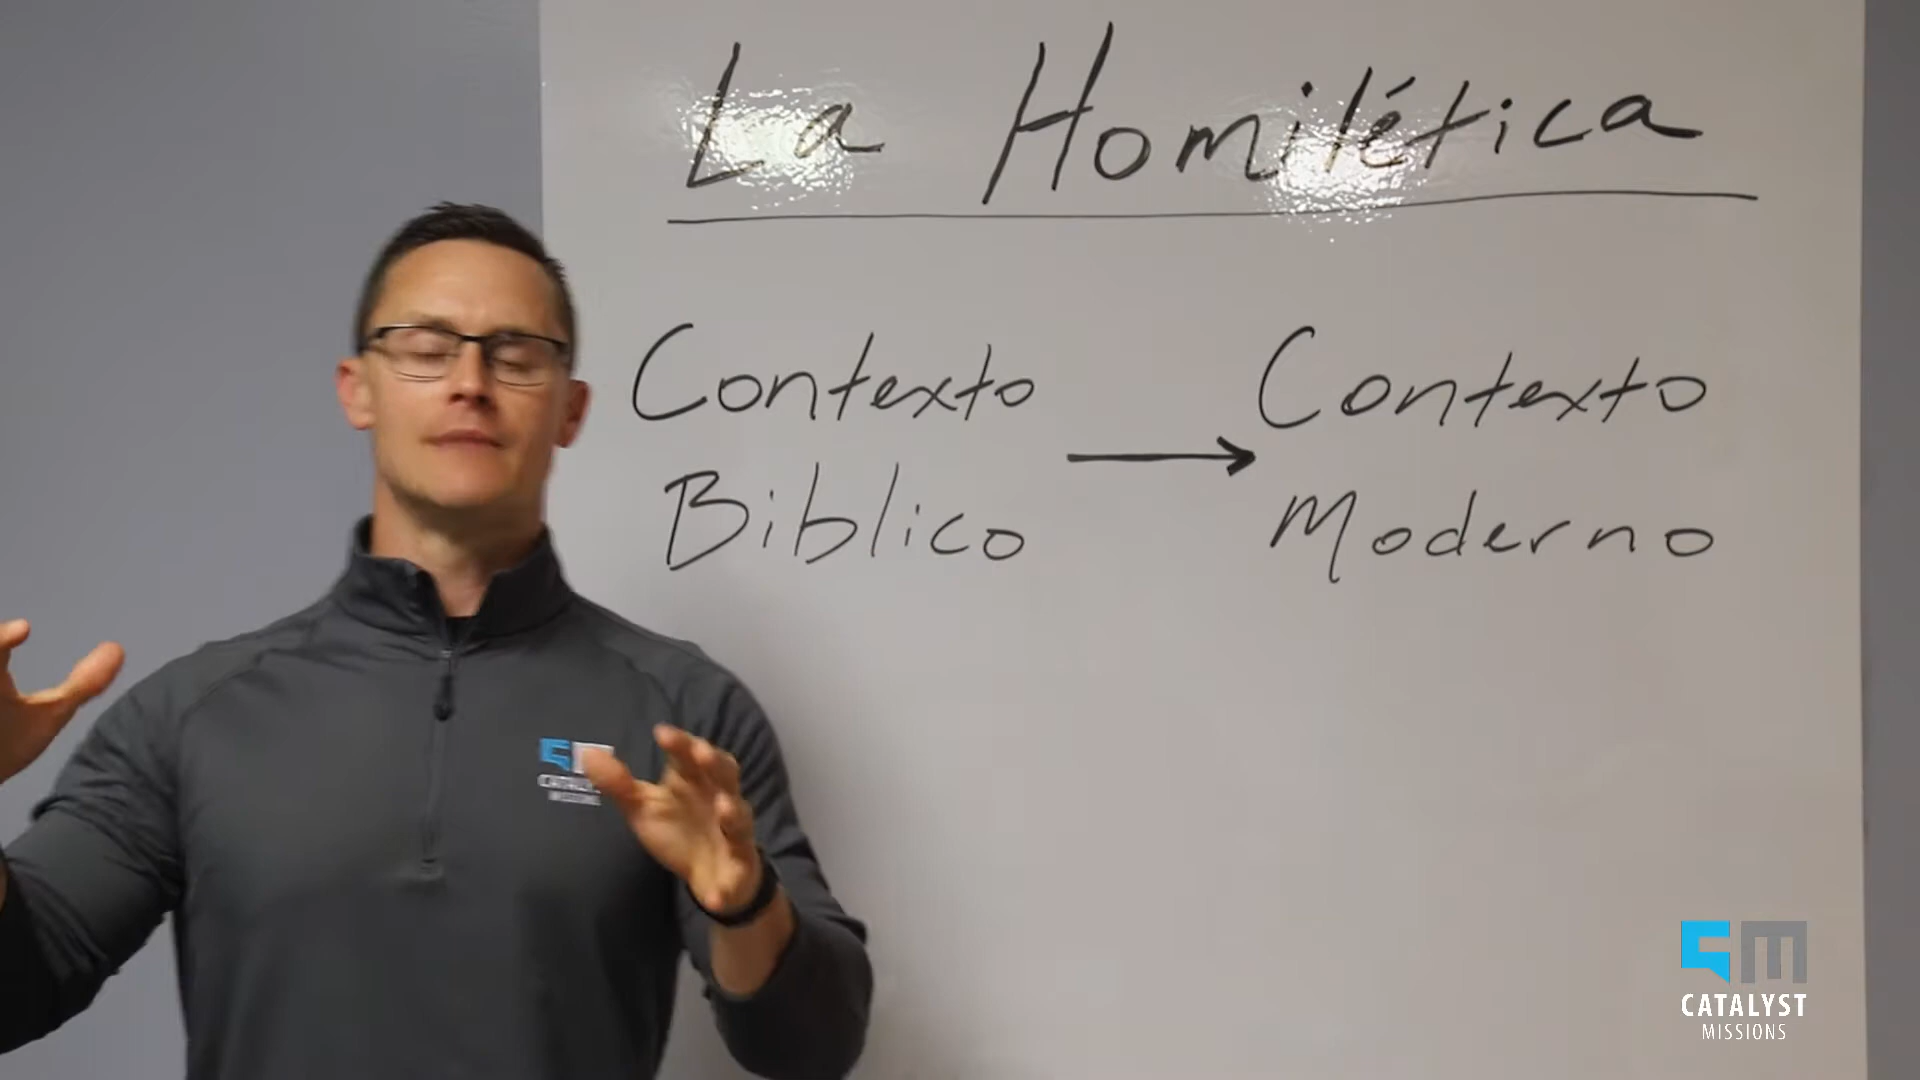 La Homilética
Contexto Contexto
Biblico Moderno
CATALYST
MISSIONS